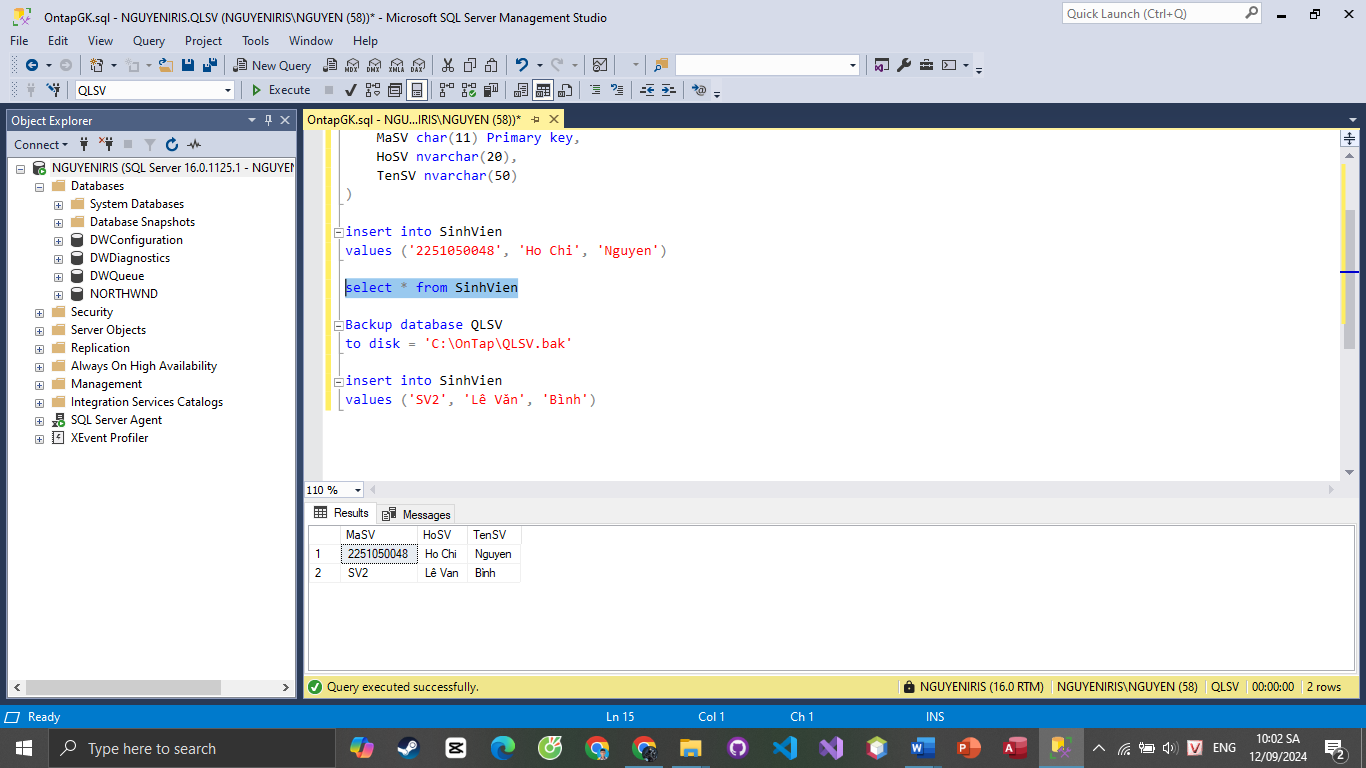 OntapGK.sql - NGUYENIRIS.QLSV (NGUYENIRIS\NGUYEN (58))* - Microsoft SQL Server Management Studio
Quick Launch (Ctrl+Q)
File Edit View Query Project Tools Window Help
New Query
MDX DMX XMLA DAX
QLSV
Execute
Object Explorer
OntapGK.sql - NGU...IRIS\NGUYEN (58))*
Connect
NGUYENIRIS (SQL Server 16.0.1125.1 - NGUYEN
Databases
System Databases
Database Snapshots
DWConfiguration
DWDiagnostics
DWQueue
NORTHWND
Security
Server Objects
Replication
Always On High Availability
Management
Integration Services Catalogs
SQL Server Agent
XEvent Profiler
MaSV char(11) Primary key,
HoSV nvarchar(20),
TenSV nvarchar(50)
)
insert into SinhVien
values ('2251050048', 'Ho Chi', 'Nguyen')
select * from SinhVien
Backup database QLSV
to disk = 'C:\OnTap\QLSV.bak'
insert into SinhVien
values ('SV2', 'Lê Văn', 'Bình')
110 %
Results Messages
MaSV HoSV TenSV
1 2251050048 Ho Chi Nguyen
2 SV2 Lê Van Bình
Query executed successfully.
NGUYENIRIS (16.0 RTM) NGUYENIRIS\NGUYEN (58) QLSV 00:00:00 2 rows
Ready
Ln 15 Col 1 Ch 1 INS
Type here to search
V ENG
10:02 SA
12/09/2024
2